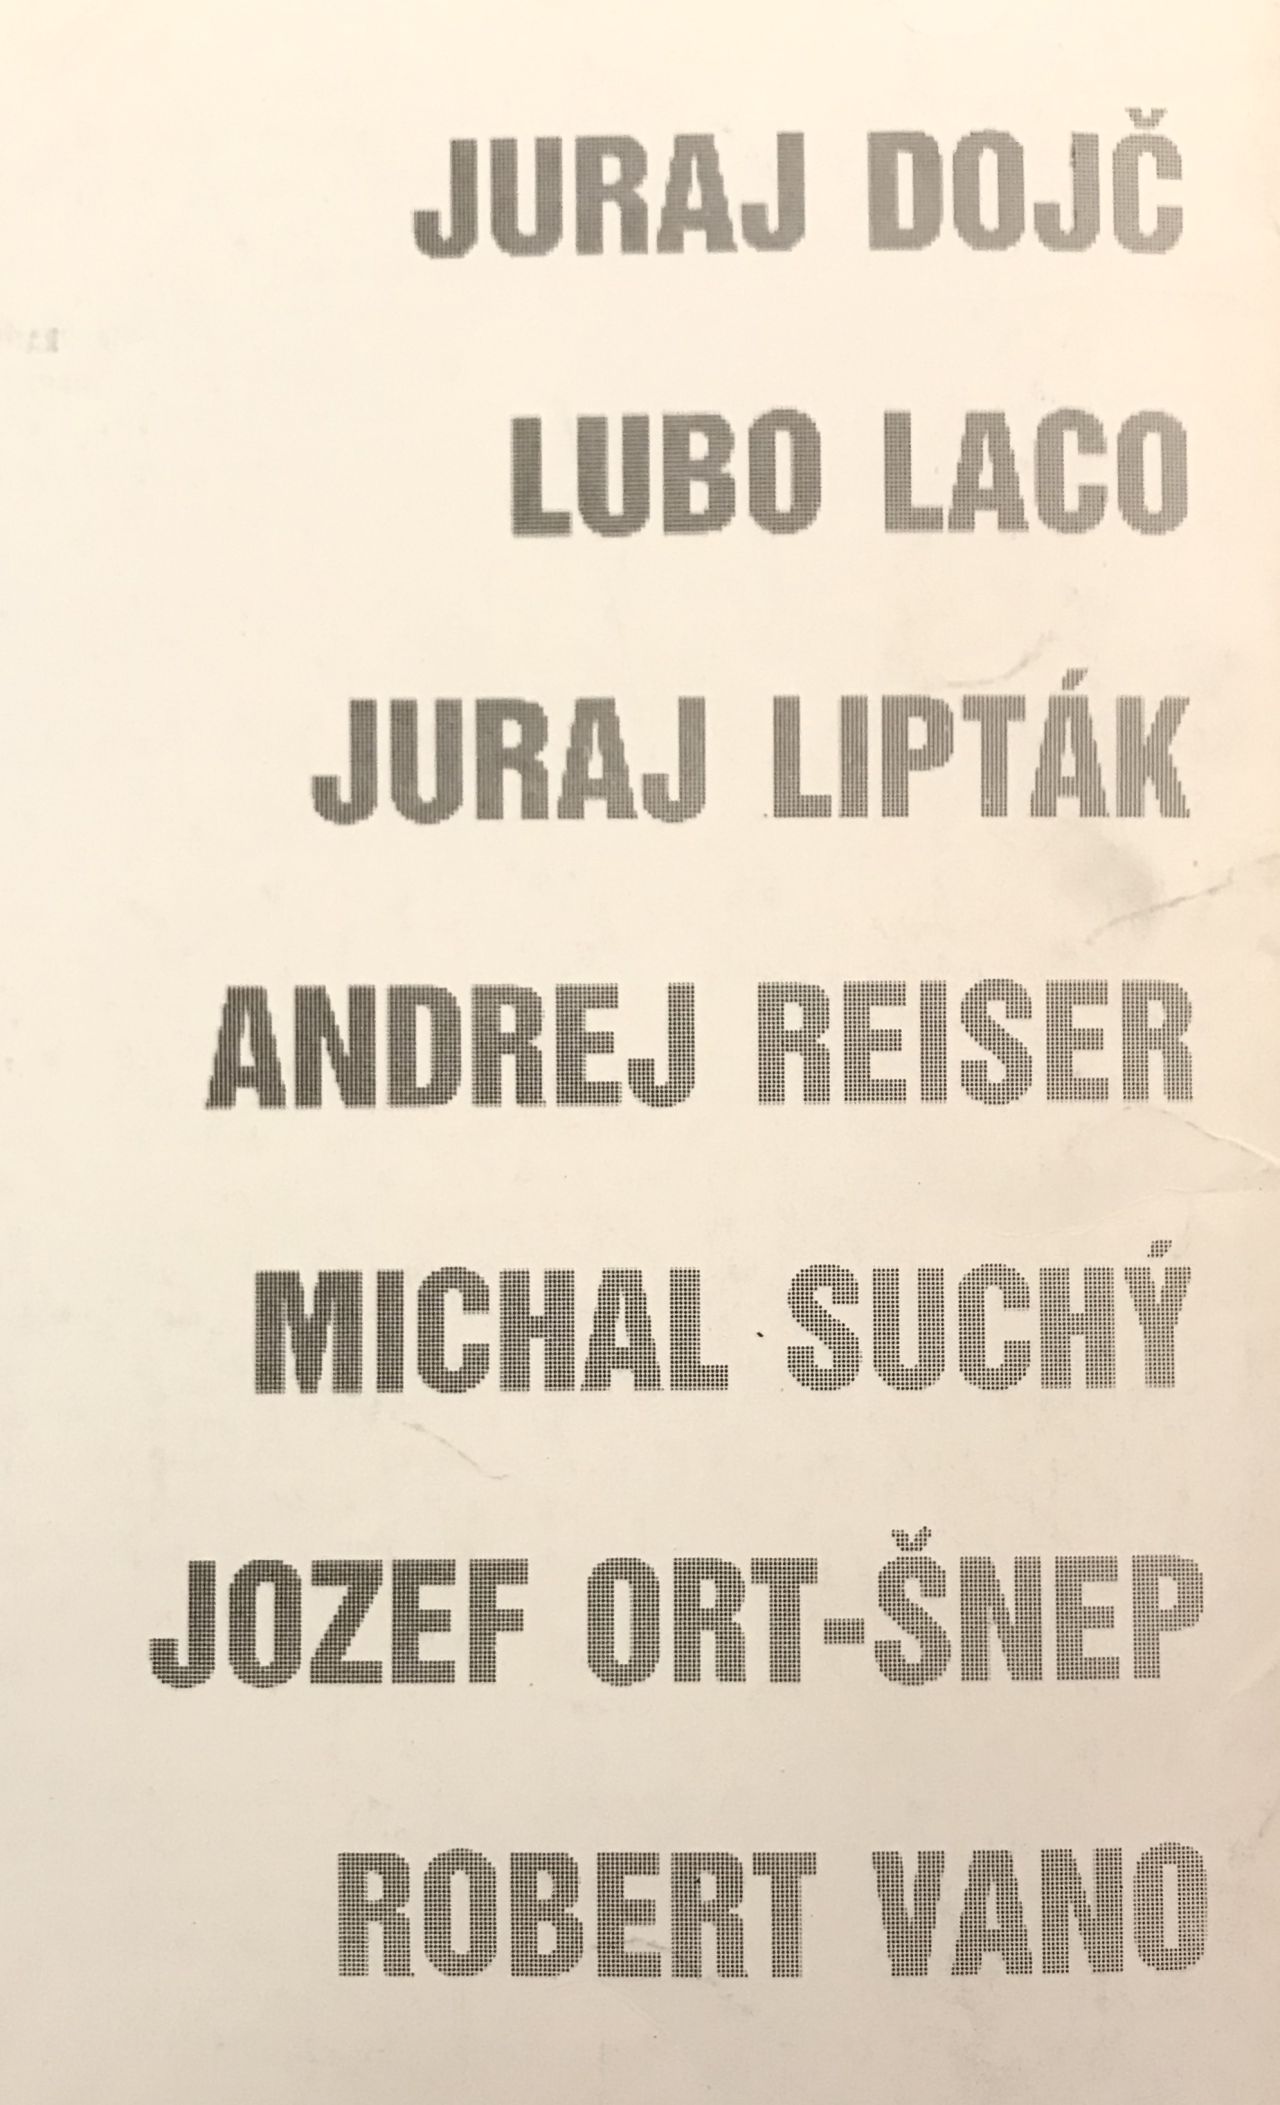 JURAJ DOJČ
LUBO LACO
JURAJ LIPTÁK
ANDREJ REISER
MICHAL SUCHÝ
JOZEF ORT-ŠNEP
ROBERT VANO